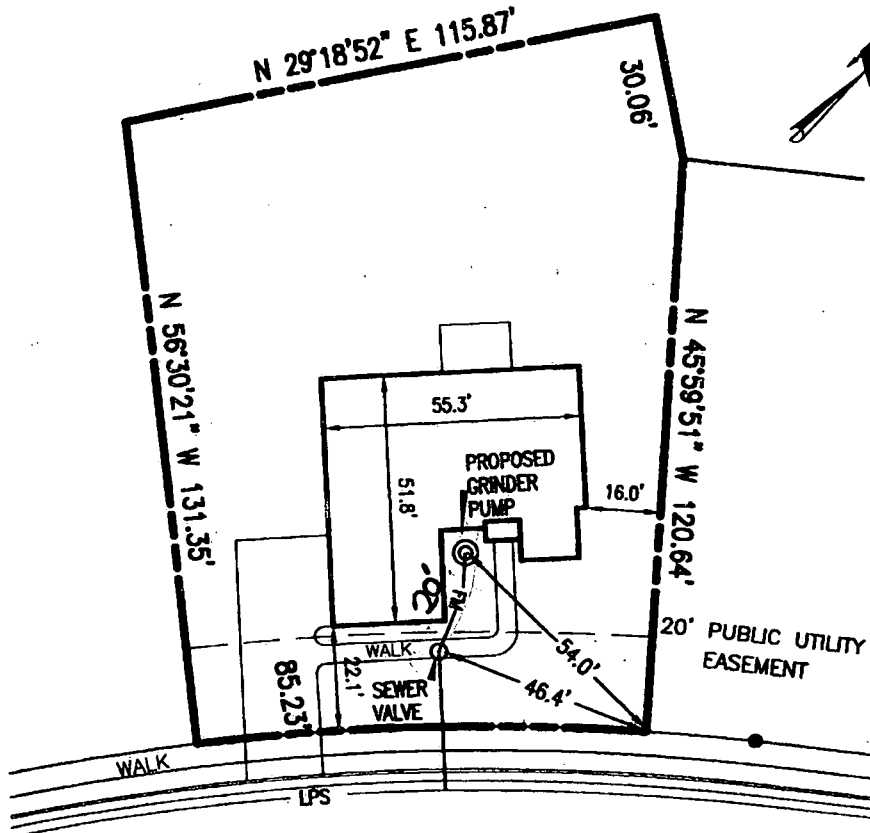 N 29°18'52" E 115.87'
30.06'
N 56°30'21" W 131.35'
N 45°59'51" W 120.64'
55.3'
51.8'
PROPOSED
GRINDER
PUMP
16.0'
FM
20' PUBLIC UTILITY
EASEMENT
54.0'
46.4'
WALK
22.1'
85.23'
SEWER
VALVE
WALK
LPS